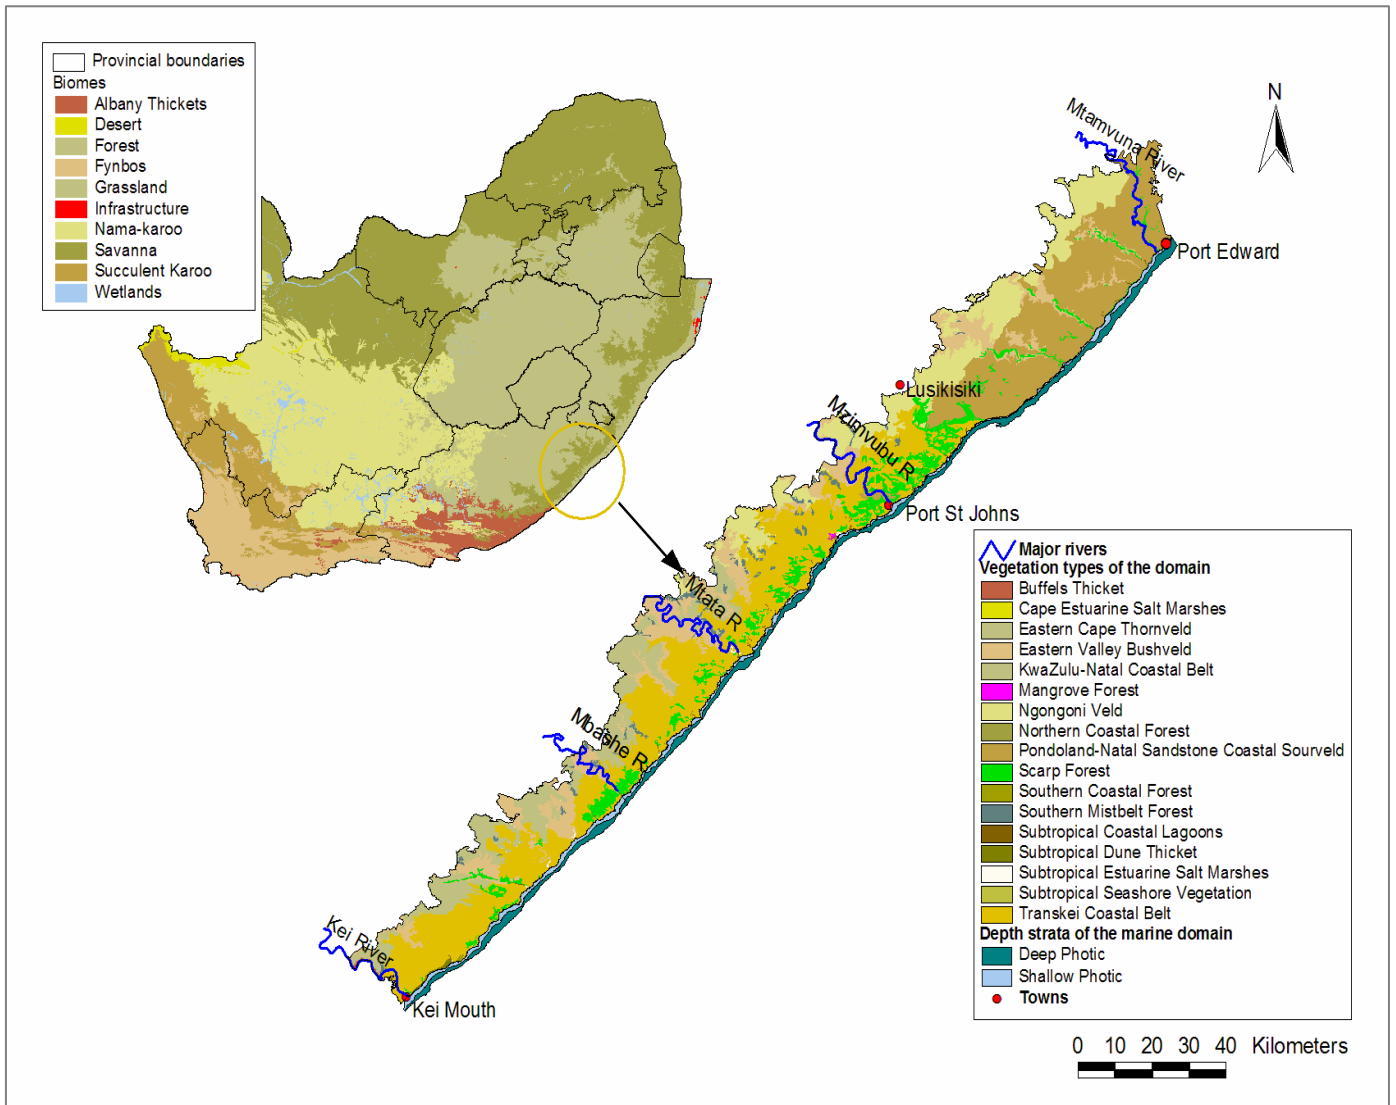 Provincial boundaries
Biomes
Albany Thickets
Desert
Forest
Fynbos
Grassland
Infrastructure
Nama-karoo
Savanna
Succulent Karoo
Wetlands
N
Mtamvuna River
Port Edward
Lusikisiki
Mzimvubu R
Port St Johns
Mtata R
Mbashe R
Kei River
Kei Mouth
Major rivers
Vegetation types of the domain
Buffels Thicket
Cape Estuarine Salt Marshes
Eastern Cape Thornveld
Eastern Valley Bushveld
KwaZulu-Natal Coastal Belt
Mangrove Forest
Ngongoni Veld
Northern Coastal Forest
Pondoland-Natal Sandstone Coastal Sourveld
Scarp Forest
Southern Coastal Forest
Southern Mistbelt Forest
Subtropical Coastal Lagoons
Subtropical Dune Thicket
Subtropical Estuarine Salt Marshes
Subtropical Seashore Vegetation
Transkei Coastal Belt
Depth strata of the marine domain
Deep Photic
Shallow Photic
Towns
0 10 20 30 40 Kilometers